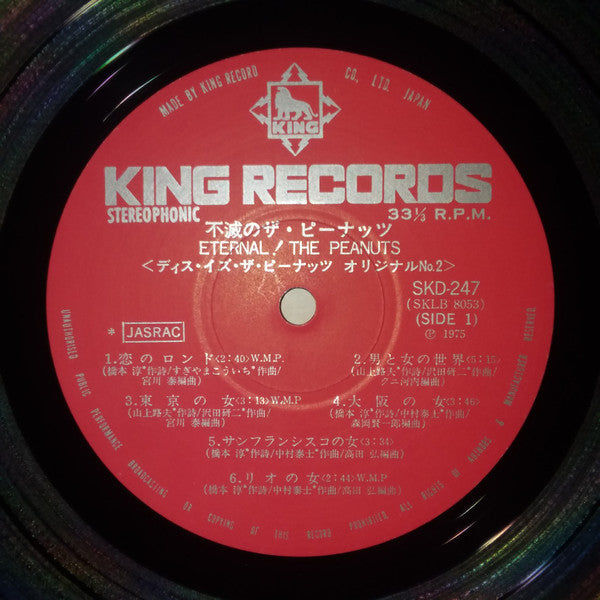 MADE BY KING RECORD CO., LTD. JAPAN
KING
KING RECORDS
STEREOPHONIC 33⅓ R.P.M.
不滅のザ・ピーナッツ
ETERNAL! THE PEANUTS
<ディス・イズ・ザ・ピーナッツ オリジナルNo.2>
SKD-247
(SKLB 8053)
* JASRAC (SIDE 1)
Ⓟ 1975
1.恋のロンド<2:40>W.M.P.
(橋本 淳*作詩/すぎやまこういち*作曲/
宮川 泰編曲)
2.男と女の世界<5:15>
(山上路夫*作詩/沢田研二*作曲/
クニ河内編曲)
3.東京の女<3:13>W.M.P
(山上路夫*作詩/沢田研二*作曲/
宮川 泰編曲)
4.大阪の女<3:46>
(橋本 淳*作詩/中村泰士*作曲/
森岡賢一郎編曲)
5.サンフランシスコの女<3:34>
(橋本 淳*作詩/中村泰士*作曲/高田 弘編曲)
6.リオの女<2:44>W.M.P
(橋本 淳*作詩/中村泰士*作曲/高田 弘編曲)
UNAUTHORISED PUBLIC PERFORMANCE BROADCASTING OR COPYING OF THIS RECORD PROHIBITED. ALL RIGHTS OF AUTHORS & MANUFACTURER RESERVED.